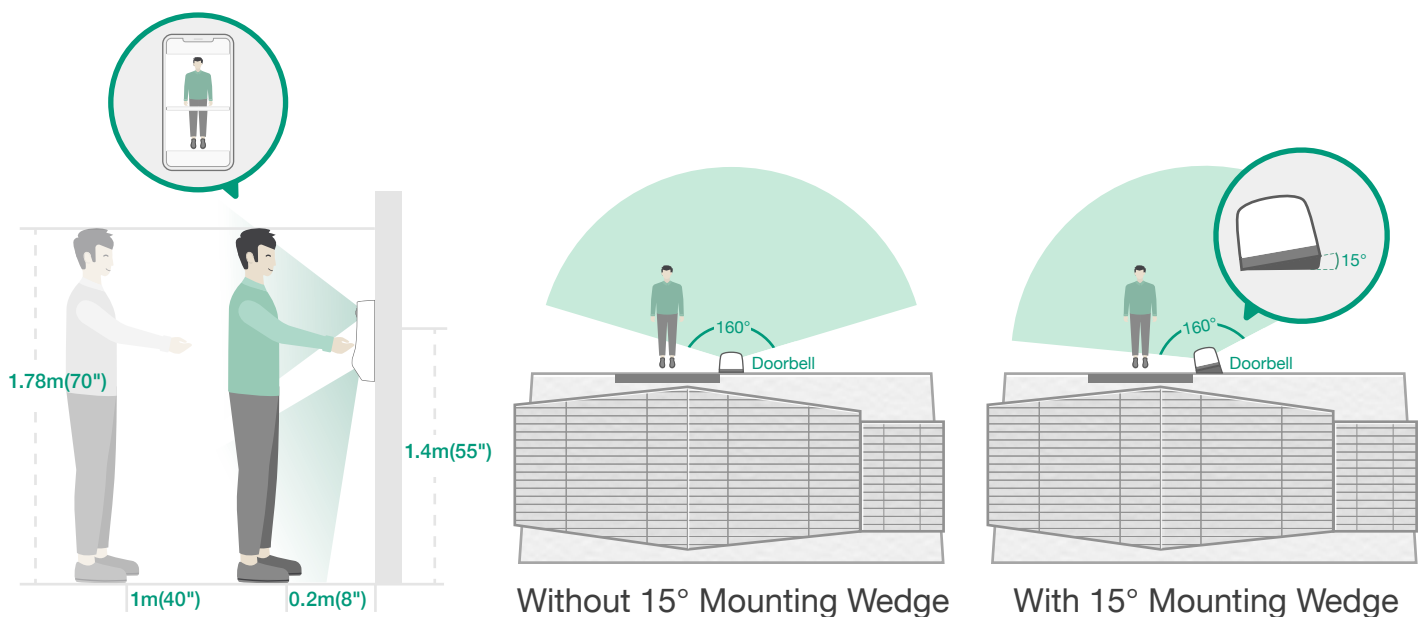 1.78m(70")
1.4m(55")
1m(40")
0.2m(8")
160°
Doorbell
Without 15° Mounting Wedge
15°
160°
Doorbell
With 15° Mounting Wedge